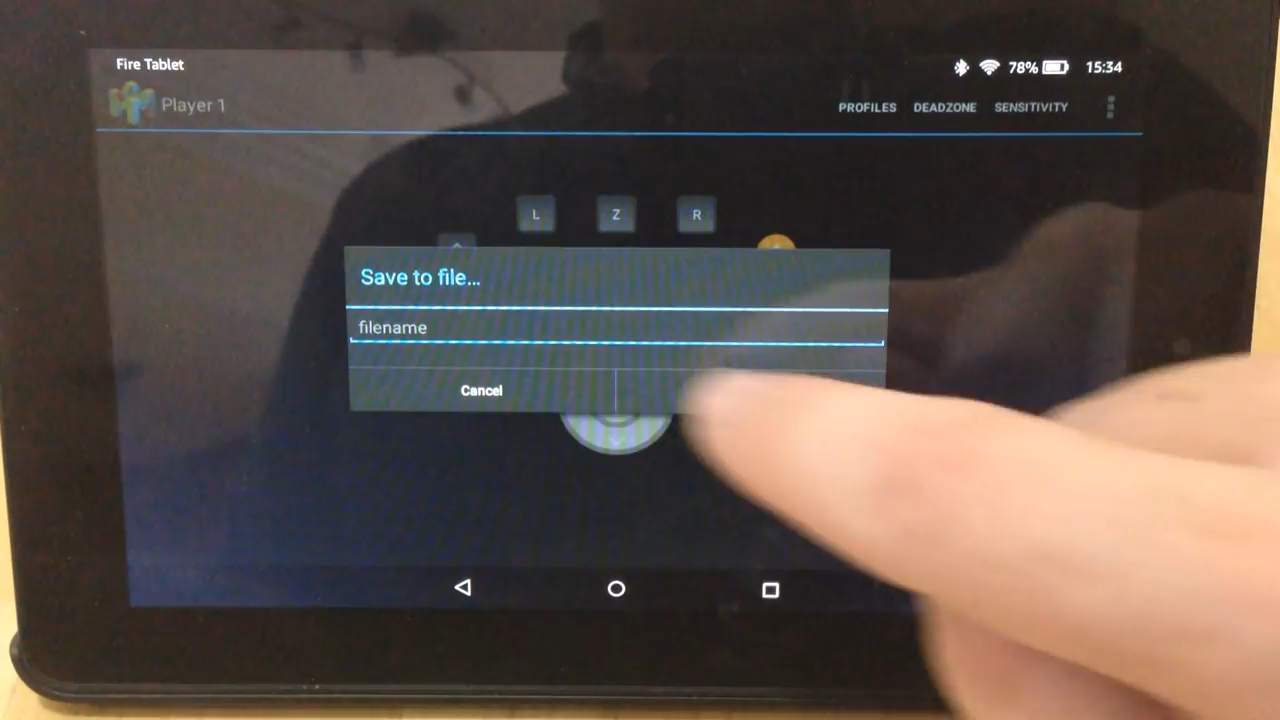 Fire Tablet
78% 15:34
Player 1
PROFILES DEADZONE SENSITIVITY
L Z R
Save to file...
filename
Cancel